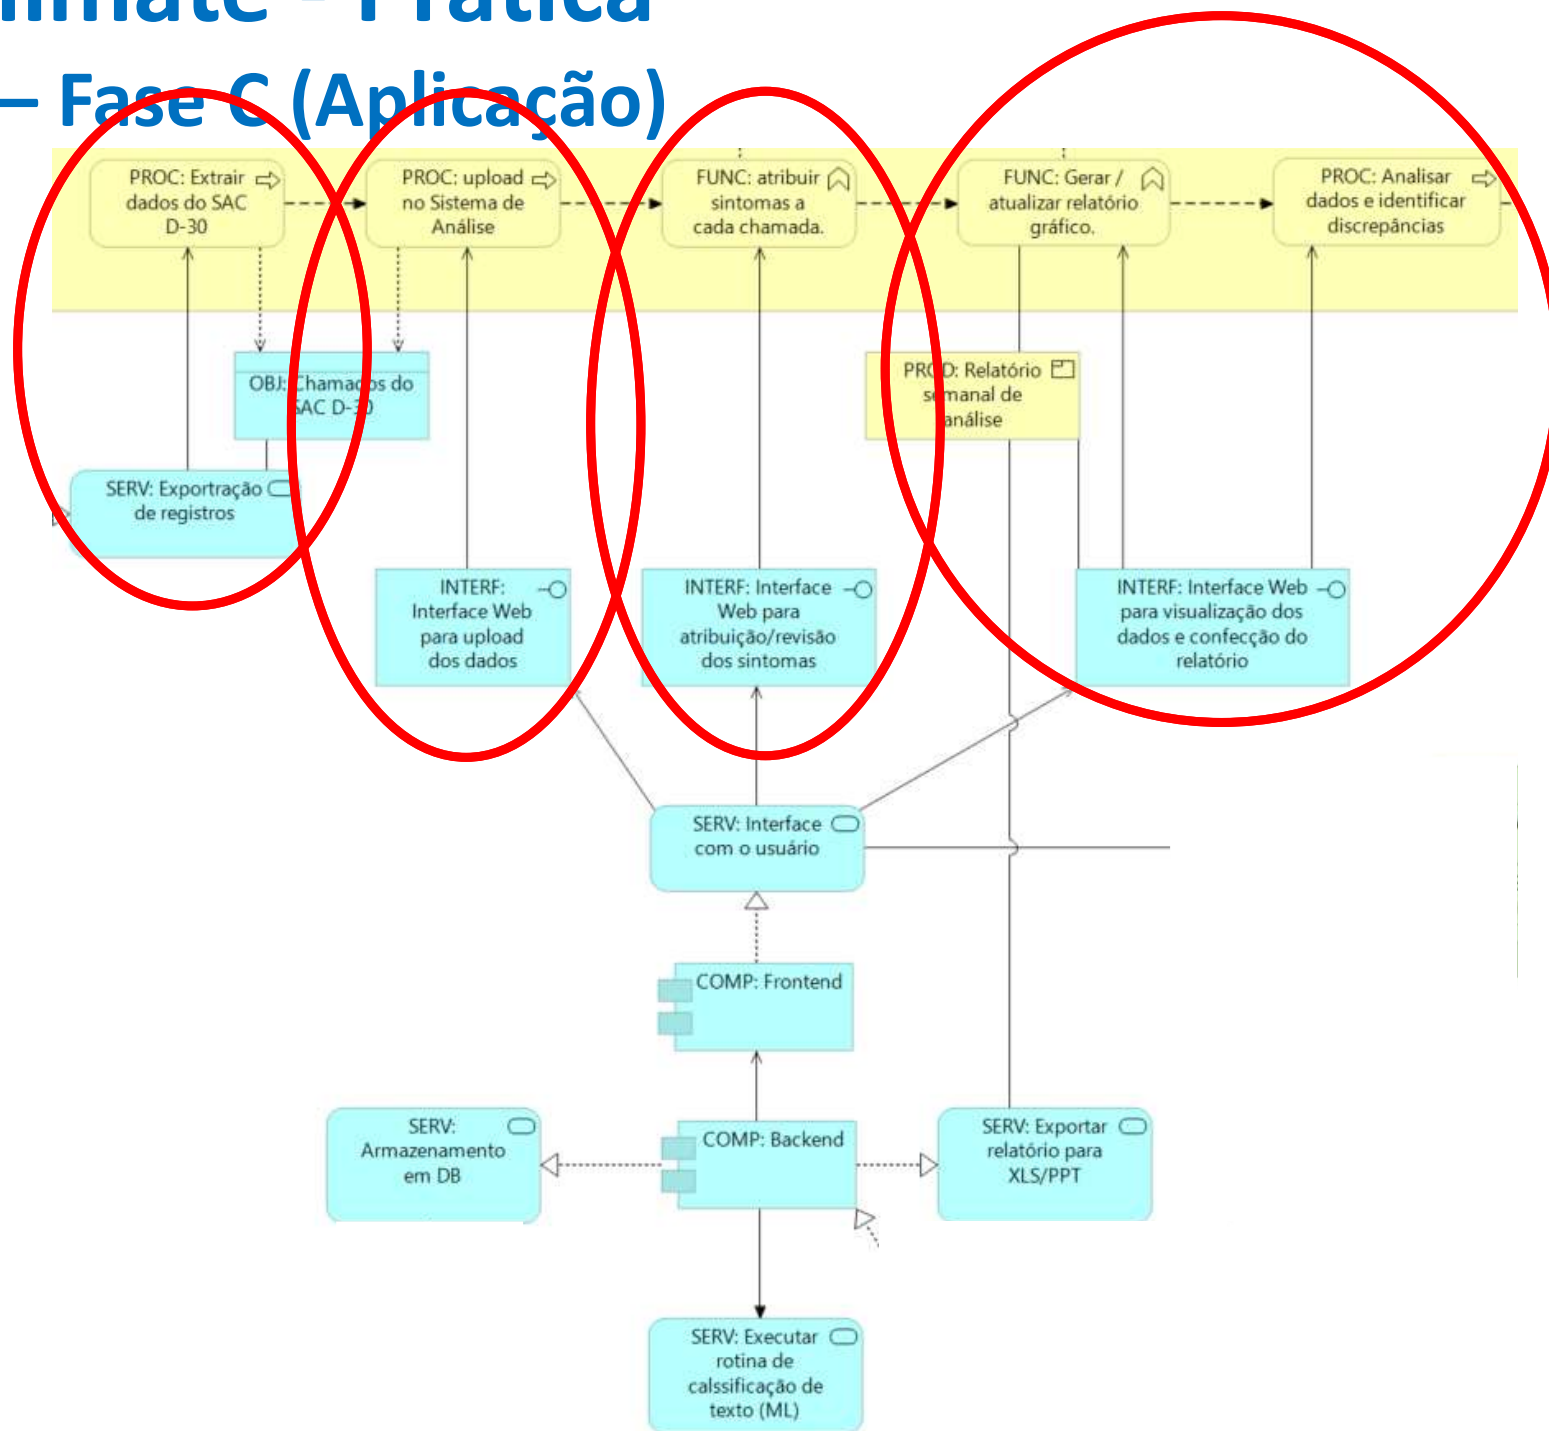 - Prática
– Fase C (Aplicação)
PROC: Extrair
dados do SAC
D-30
PROC: upload
no Sistema de
Análise
FUNC: atribuir
sintomas a
cada chamada.
FUNC: Gerar /
atualizar relatório
gráfico.
PROC: Analisar
dados e identificar
discrepâncias
OBJ: Chamados do
SAC D-30
PROD: Relatório
semanal de
análise
SERV: Exportração
de registros
INTERF:
Interface Web
para upload
dos dados
INTERF: Interface
Web para
atribuição/revisão
dos sintomas
INTERF: Interface Web
para visualização dos
dados e confecção do
relatório
SERV: Interface
com o usuário
COMP: Frontend
SERV:
Armazenamento
em DB
COMP: Backend
SERV: Exportar
relatório para
XLS/PPT
SERV: Executar
rotina de
calssificação de
texto (ML)